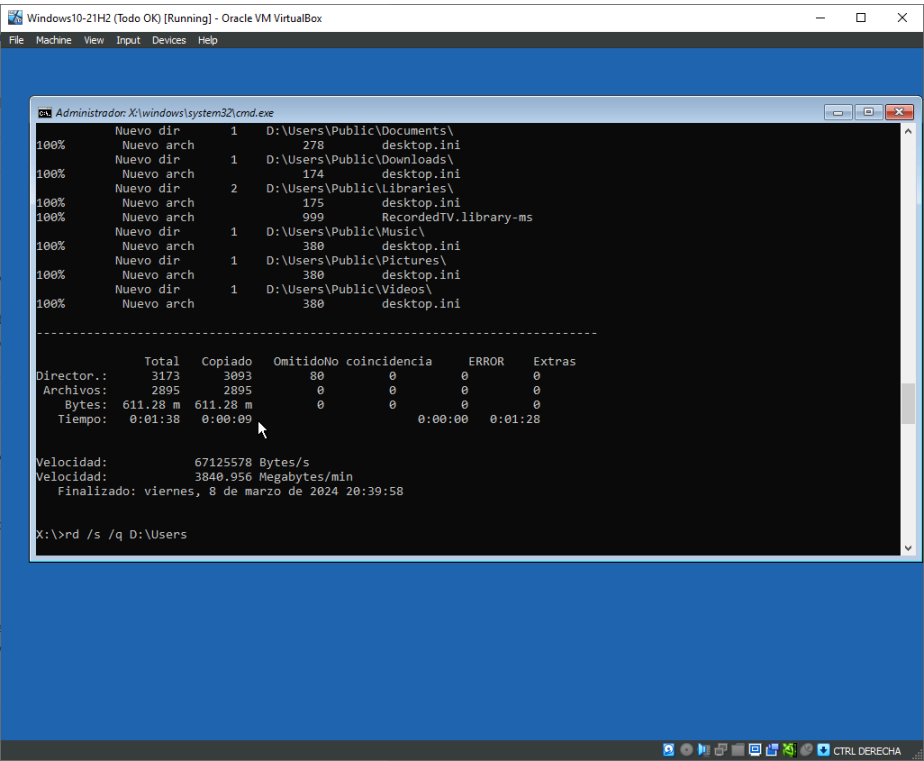 Windows10-21H2 (Todo OK) [Running] - Oracle VM VirtualBox
File Machine View Input Devices Help
Administrador: X:\windows\system32\cmd.exe
Nuevo dir 1 D:\Users\Public\Documents\
100% Nuevo arch 278 desktop.ini
Nuevo dir 1 D:\Users\Public\Downloads\
100% Nuevo arch 174 desktop.ini
Nuevo dir 2 D:\Users\Public\Libraries\
100% Nuevo arch 175 desktop.ini
100% Nuevo arch 999 RecordedTV.library-ms
Nuevo dir 1 D:\Users\Public\Music\
100% Nuevo arch 380 desktop.ini
Nuevo dir 1 D:\Users\Public\Pictures\
100% Nuevo arch 380 desktop.ini
Nuevo dir 1 D:\Users\Public\Videos\
100% Nuevo arch 380 desktop.ini
------------------------------------------------------------------------------
Total Copiado OmitidoNo coincidencia ERROR Extras
Director.: 3173 3093 80 0 0 0
Archivos: 2895 2895 0 0 0 0
Bytes: 611.28 m 611.28 m 0 0 0 0
Tiempo: 0:01:38 0:00:09 0:00:00 0:01:28
Velocidad: 67125578 Bytes/s
Velocidad: 3840.956 Megabytes/min
Finalizado: viernes, 8 de marzo de 2024 20:39:58
X:\>rd /s /q D:\Users
CTRL DERECHA